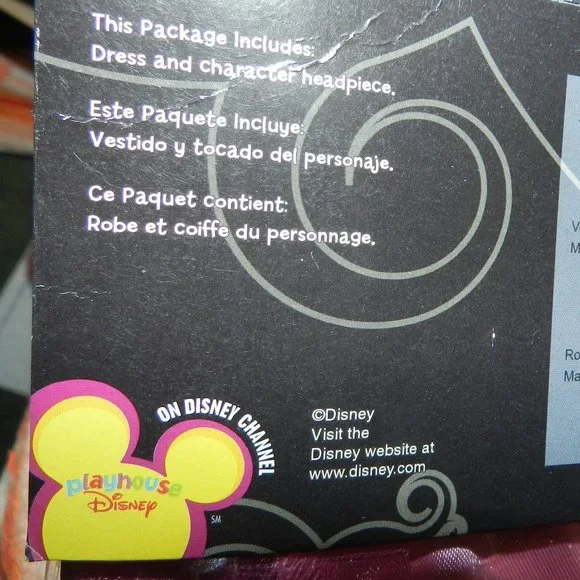 This Package Includes:
Dress and character headpiece.
Este Paquete Incluye:
Vestido y tocado del personaje.
Ce Paquet contient:
Robe et coiffe du personnage.
ON DISNEY CHANNEL
playhouse
Disney
SM
©Disney
Visit the
Disney website at
www.disney.com